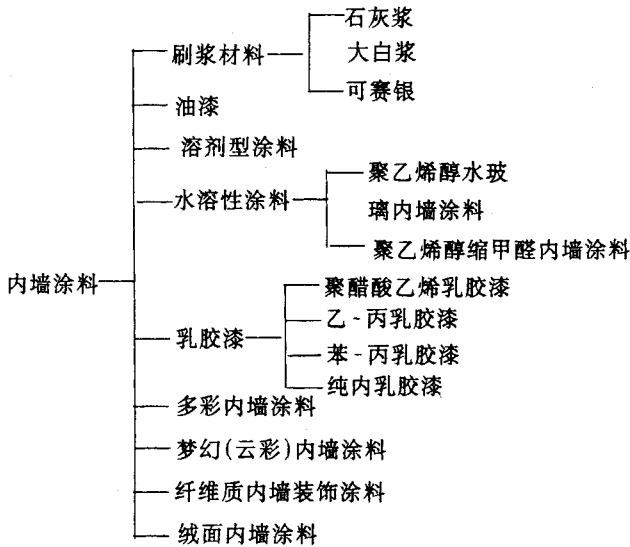 石灰浆
刷浆材料
大白浆
可赛银
油漆
溶剂型涂料
聚乙烯醇水玻
水溶性涂料
璃内墙涂料
聚乙烯醇缩甲醛内墙涂料
内墙涂料
聚醋酸乙烯乳胶漆
乙-丙乳胶漆
乳胶漆
苯-丙乳胶漆
纯内乳胶漆
多彩内墙涂料
梦幻(云彩)内墙涂料
纤维质内墙装饰涂料
绒面内墙涂料